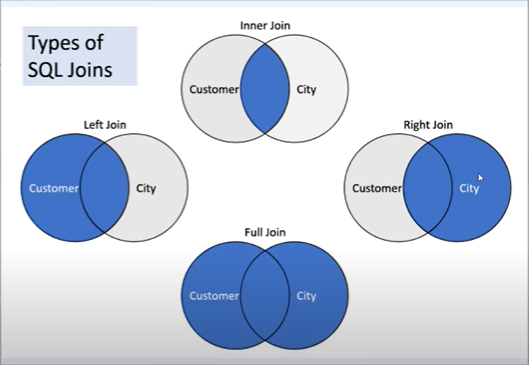 Types of
SQL Joins
Inner Join
Customer
City
Left Join
Customer
City
Right Join
Customer
City
Full Join
Customer
City